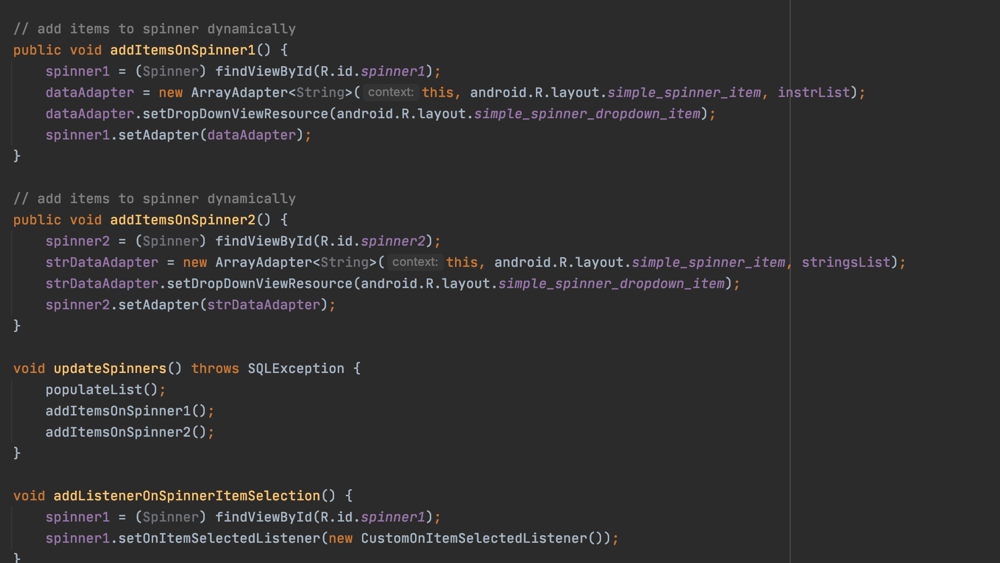 // add items to spinner dynamically
public void addItemsOnSpinner1() {
    spinner1 = (Spinner) findViewById(R.id.spinner1);
    dataAdapter = new ArrayAdapter<String>( context: this, android.R.layout.simple_spinner_item, instrList);
    dataAdapter.setDropDownViewResource(android.R.layout.simple_spinner_dropdown_item);
    spinner1.setAdapter(dataAdapter);
}

// add items to spinner dynamically
public void addItemsOnSpinner2() {
    spinner2 = (Spinner) findViewById(R.id.spinner2);
    strDataAdapter = new ArrayAdapter<String>( context: this, android.R.layout.simple_spinner_item, stringsList);
    strDataAdapter.setDropDownViewResource(android.R.layout.simple_spinner_dropdown_item);
    spinner2.setAdapter(strDataAdapter);
}

void updateSpinners() throws SQLException {
    populateList();
    addItemsOnSpinner1();
    addItemsOnSpinner2();
}

void addListenerOnSpinnerItemSelection() {
    spinner1 = (Spinner) findViewById(R.id.spinner1);
    spinner1.setOnItemSelectedListener(new CustomOnItemSelectedListener());
}